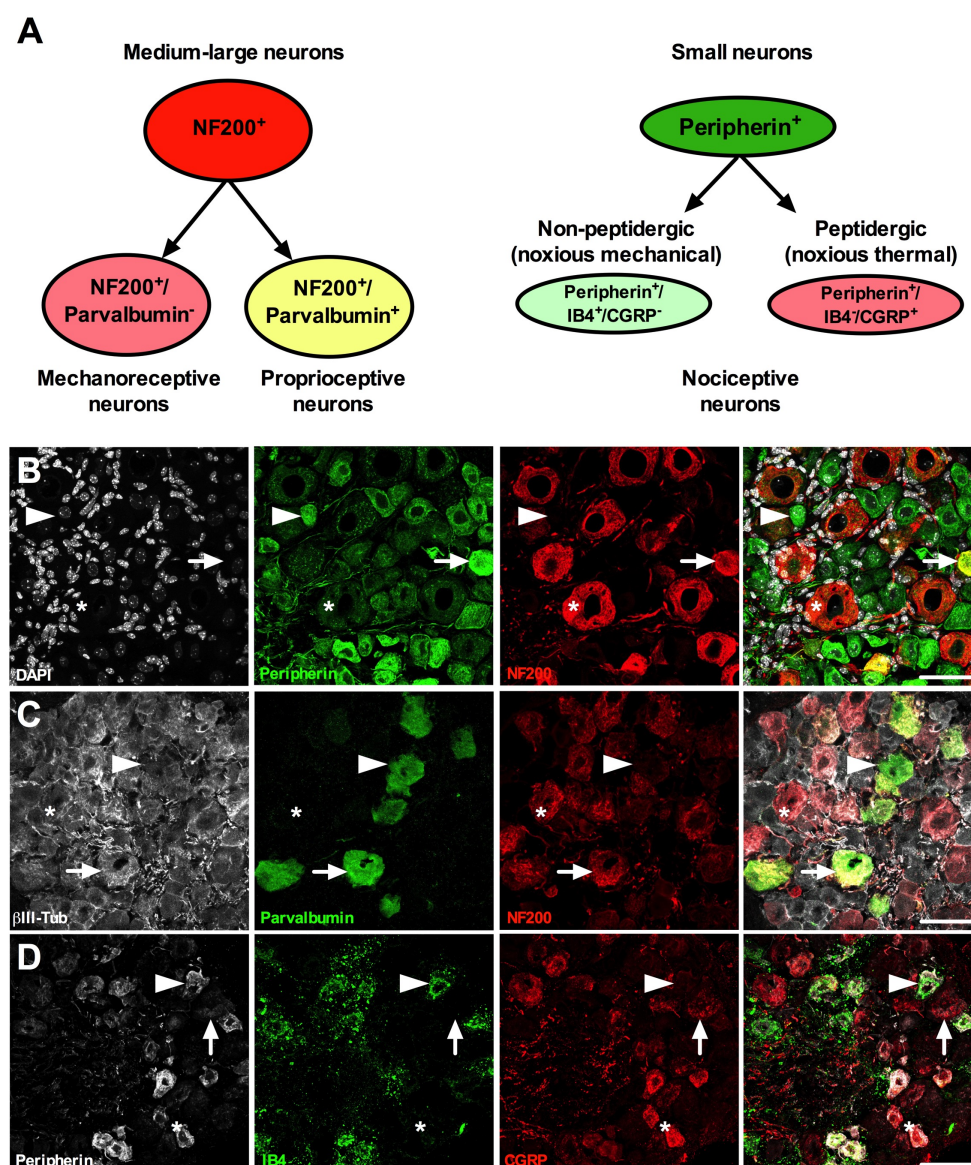 A
Medium-large neurons
Small neurons
NF200⁺
Peripherin⁺
Non-peptidergic
(noxious mechanical)
Peptidergic
(noxious thermal)
NF200⁺/
Parvalbumin⁻
NF200⁺/
Parvalbumin⁺
Peripherin⁺/
IB4⁺/CGRP⁻
Peripherin⁺/
IB4⁻/CGRP⁺
Mechanoreceptive
neurons
Proprioceptive
neurons
Nociceptive
neurons
B
*
*
*
DAPI
Peripherin
NF200
C
*
*
*
*
βIII-Tub
Parvalbumin
NF200
D
*
*
*
*
Peripherin
IB4
CGRP